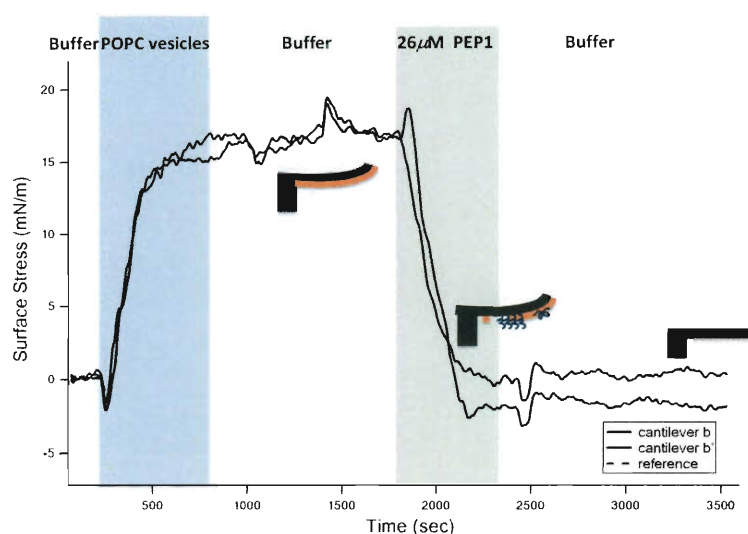 Buffer POPC vesicles Buffer 26μM PEP1 Buffer
20
15
10
5
0
-5
Surface Stress (mN/m)
500 1000 1500 2000 2500 3000 3500
Time (sec)
cantilever b
cantilever b'
reference